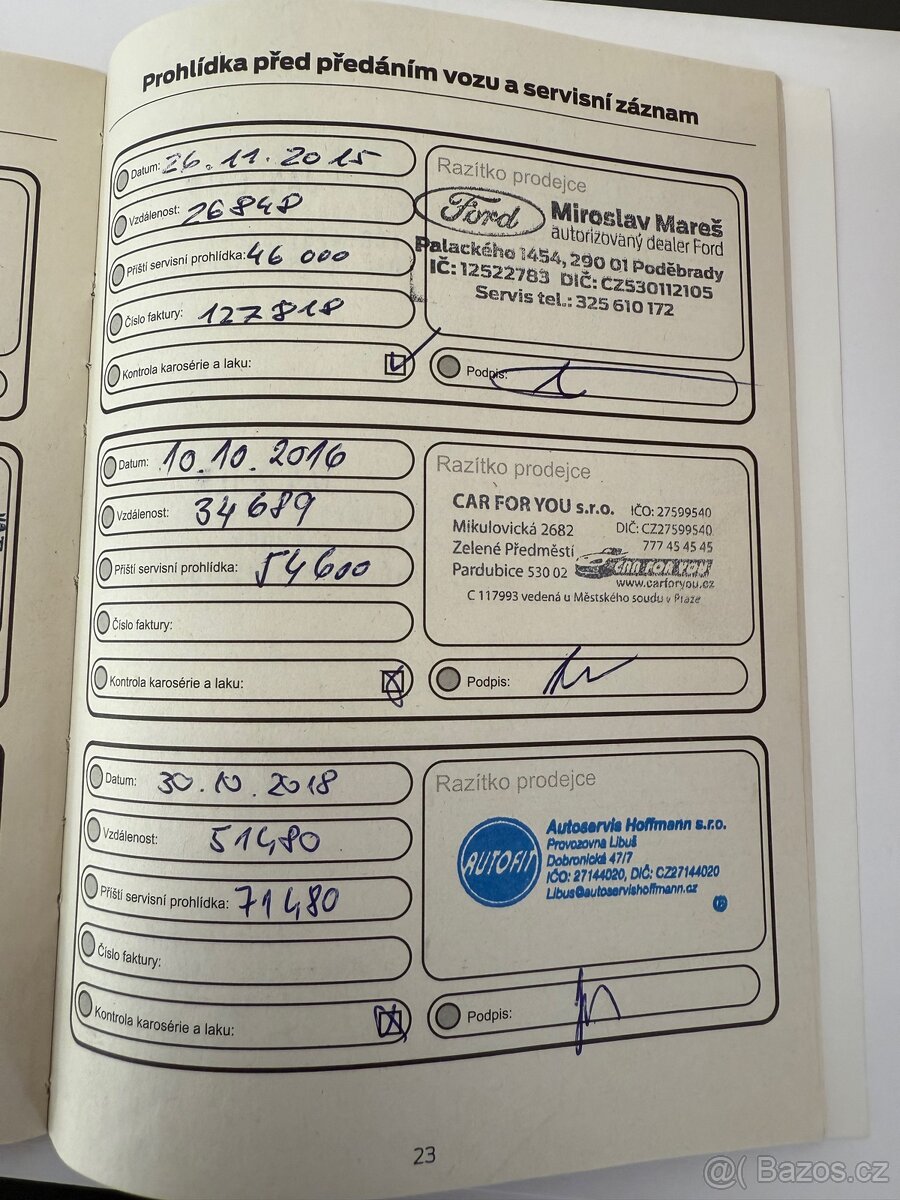 Prohlídka před předáním vozu a servisní záznam
Datum: 26.11.2015
Vzdálenost: 26848
Příští servisní prohlídka: 46 000
Číslo faktury: 127818
Kontrola karosérie a laku:
Razítko prodejce
Ford
Miroslav Mareš
autorizovaný dealer Ford
Palackého 1454, 290 01 Poděbrady
IČ: 12522783 DIČ: CZ530112105
Servis tel.: 325 610 172
Podpis:
Datum: 10.10.2016
Vzdálenost: 34689
Příští servisní prohlídka: 54600
Číslo faktury:
Kontrola karosérie a laku:
Razítko prodejce
CAR FOR YOU s.r.o. IČO: 27599540
Mikulovická 2682 DIČ: CZ27599540
Zelené Předměstí 777 45 45 45
Pardubice 530 02 CAR FOR YOU
www.carforyou.cz
C 117993 vedená u Městského soudu v Praze
Podpis:
Datum: 30.10.2018
Vzdálenost: 51480
Příští servisní prohlídka: 71480
Číslo faktury:
Kontrola karosérie a laku:
Razítko prodejce
AUTOFIT
Autoservis Hoffmann s.r.o.
Provozovna Libuš
Dobronická 47/7
IČO: 27144020, DIČ: CZ27144020
Libus@autoservishoffmann.cz
Podpis:
23
@( Bazos.cz